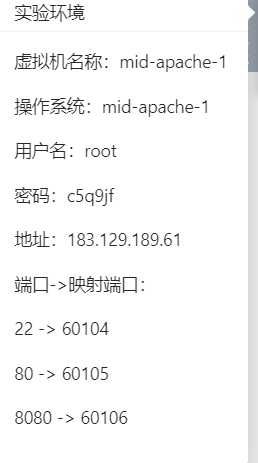 实验环境
虚拟机名称：mid-apache-1
操作系统：mid-apache-1
用户名：root
密码：c5q9jf
地址：183.129.189.61
端口->映射端口：
22 -> 60104
80 -> 60105
8080 -> 60106